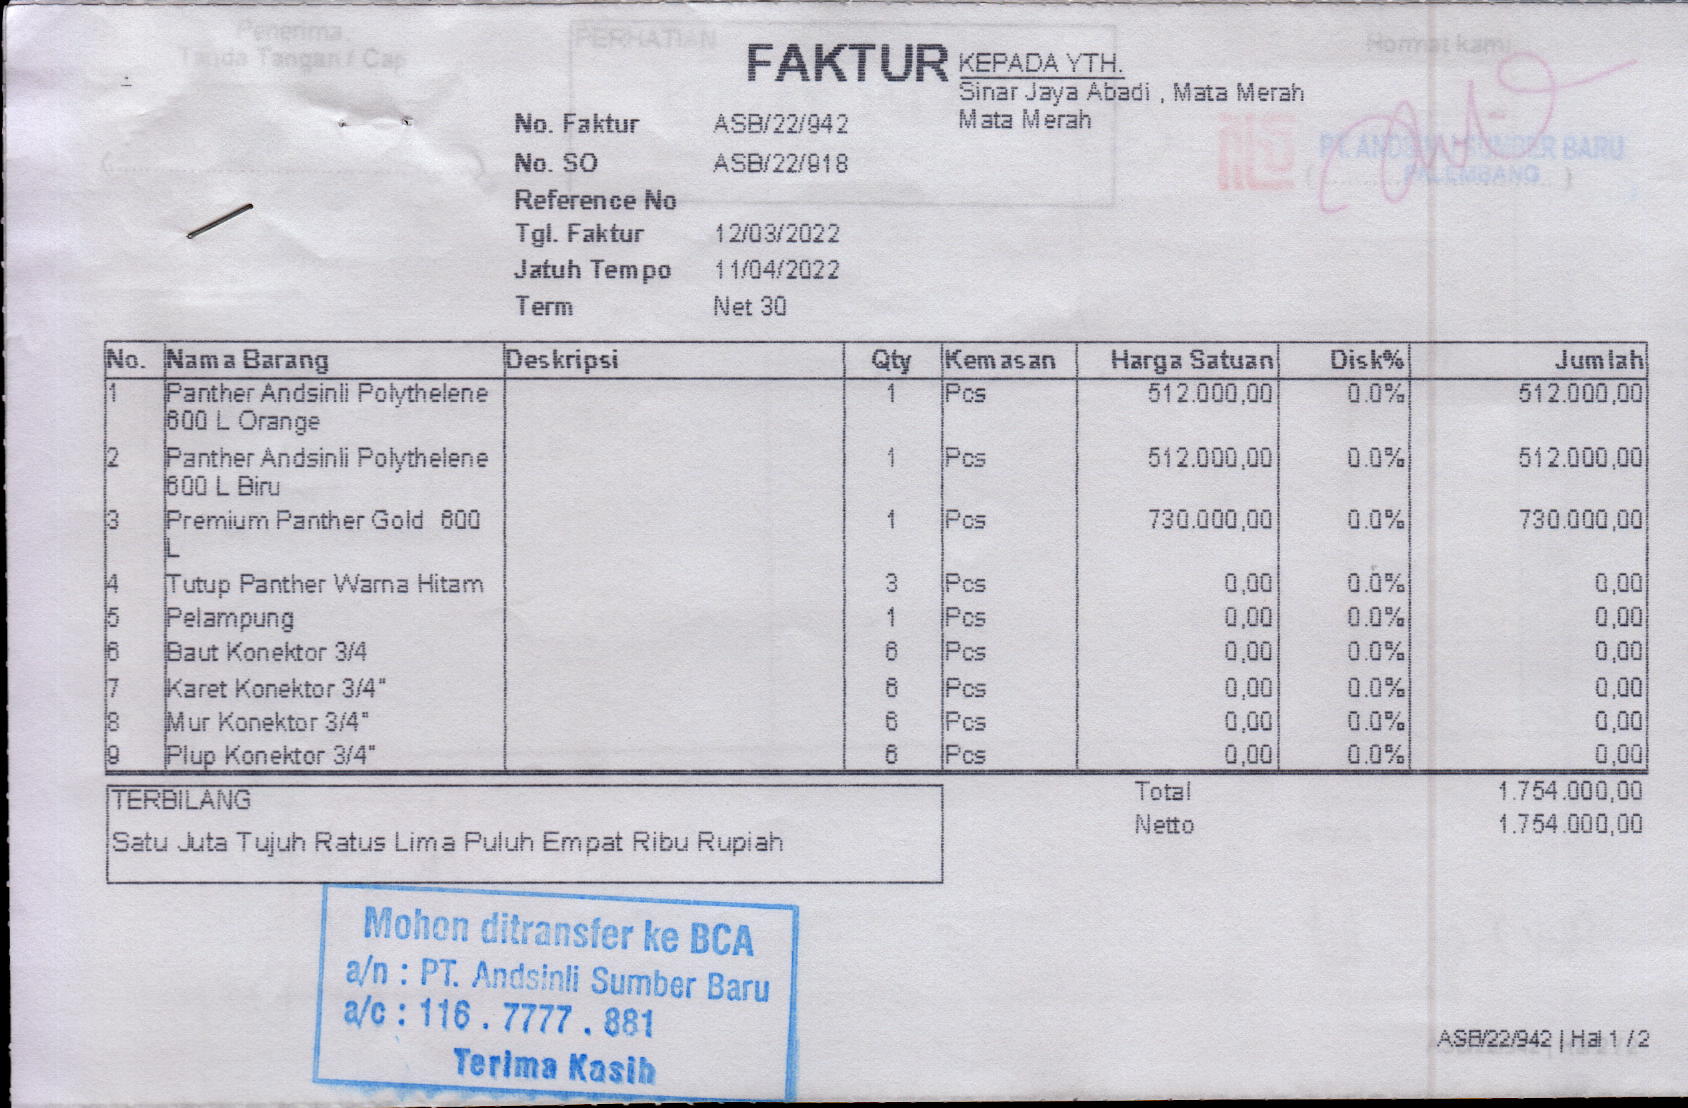 Penerima,
Tanda Tangan / Cap
PERHATIAN
Hormat kami
FAKTUR
KEPADA YTH.
Sinar Jaya Abadi , Mata Merah
Mata Merah
No. Faktur ASB/22/942
No. SO ASB/22/918
Reference No
Tgl. Faktur 12/03/2022
Jatuh Tempo 11/04/2022
Term Net 30
PT. ANDSINLI SUMBER BARU
PALEMBANG
No. Nama Barang Deskripsi Qty Kemasan Harga Satuan Disk% Jumlah
1 Panther Andsinli Polythelene 1 Pcs 512.000,00 0.0% 512.000,00
600 L Orange
2 Panther Andsinli Polythelene 1 Pcs 512.000,00 0.0% 512.000,00
600 L Biru
3 Premium Panther Gold 600 1 Pcs 730.000,00 0.0% 730.000,00
L
4 Tutup Panther Warna Hitam 3 Pcs 0,00 0.0% 0,00
5 Pelampung 1 Pcs 0,00 0.0% 0,00
6 Baut Konektor 3/4 6 Pcs 0,00 0.0% 0,00
7 Karet Konektor 3/4" 6 Pcs 0,00 0.0% 0,00
8 Mur Konektor 3/4" 6 Pcs 0,00 0.0% 0,00
9 Plup Konektor 3/4" 6 Pcs 0,00 0.0% 0,00
Total 1.754.000,00
Netto 1.754.000,00
TERBILANG
Satu Juta Tujuh Ratus Lima Puluh Empat Ribu Rupiah
Mohon ditransfer ke BCA
a/n : PT. Andsinli Sumber Baru
a/c : 116 . 7777 . 881
Terima Kasih
ASB/22/942 | Hal 1 / 2